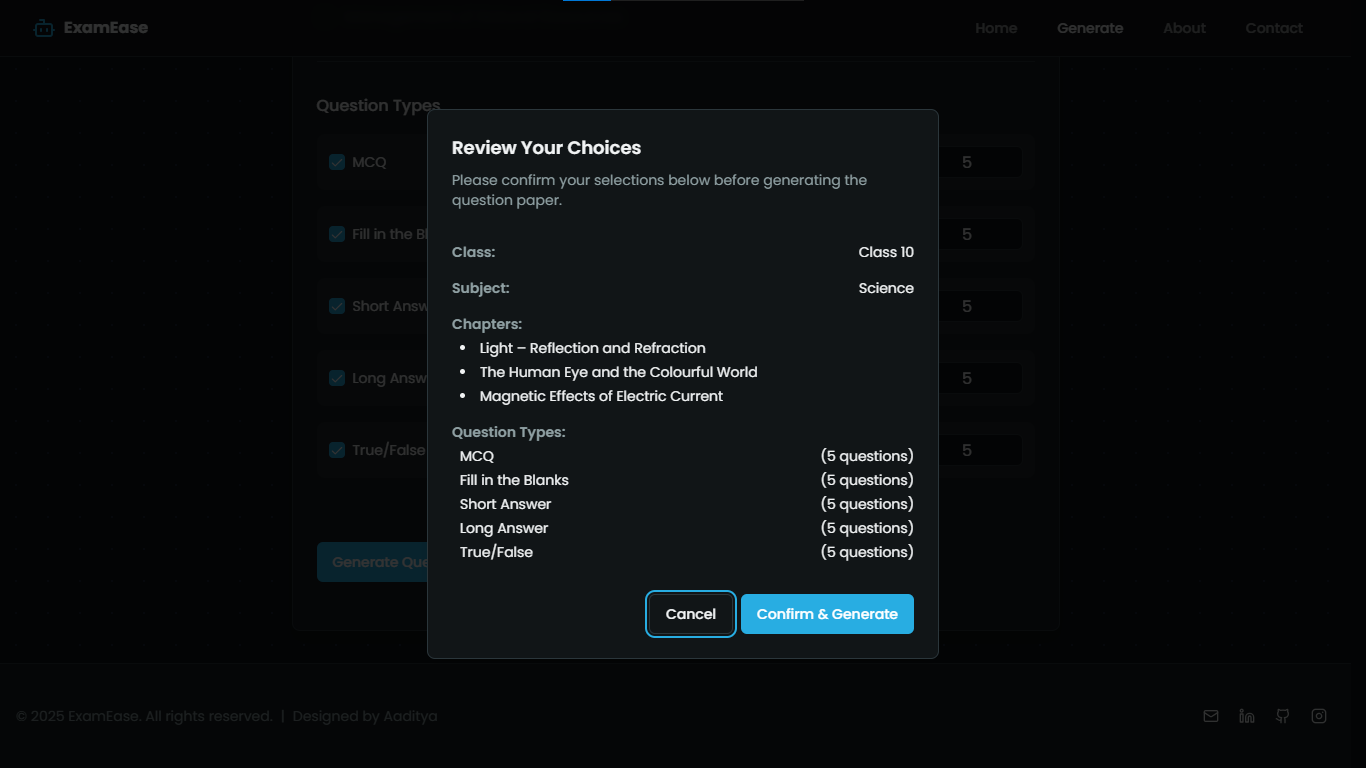 ExamEase
Home Generate About Contact
Question Types
MCQ 5
Fill in the Bl 5
Short Answ 5
Long Answ 5
True/False 5
Generate Que
Review Your Choices
Please confirm your selections below before generating the
question paper.
Class: Class 10
Subject: Science
Chapters:
• Light – Reflection and Refraction
• The Human Eye and the Colourful World
• Magnetic Effects of Electric Current
Question Types:
MCQ (5 questions)
Fill in the Blanks (5 questions)
Short Answer (5 questions)
Long Answer (5 questions)
True/False (5 questions)
Cancel Confirm & Generate
© 2025 ExamEase. All rights reserved. | Designed by Aaditya